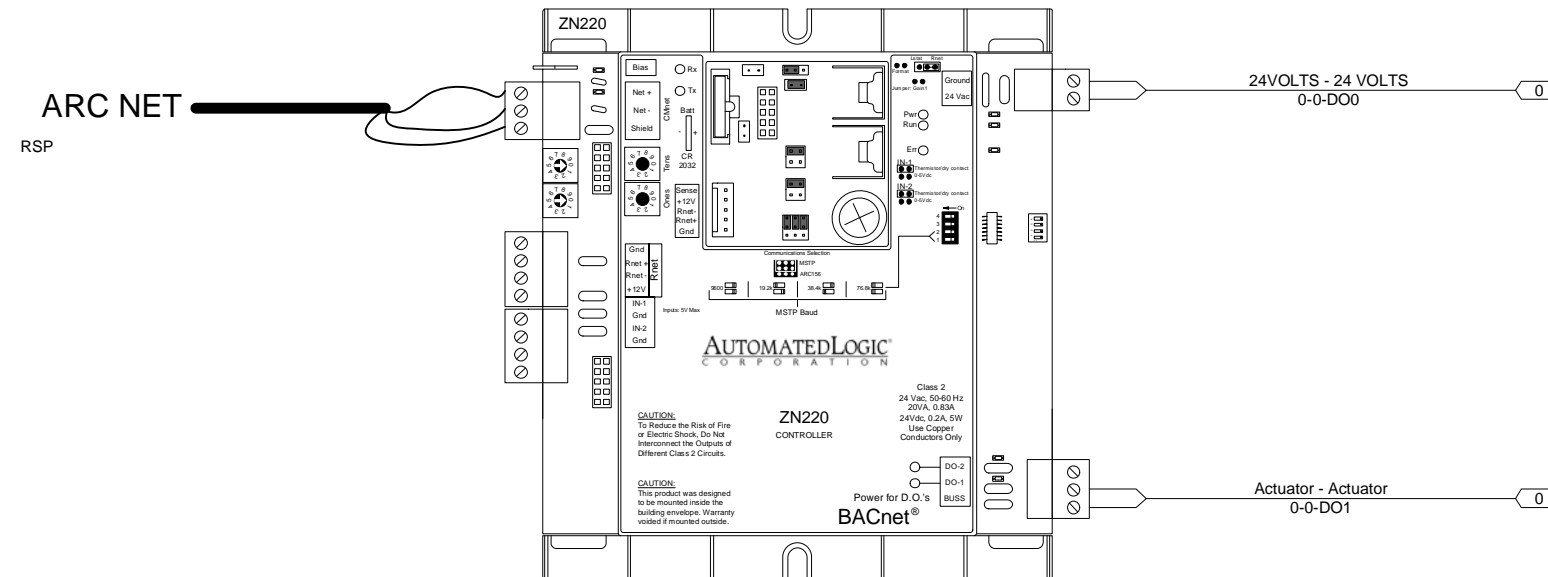 ZN220
ARC NET
RSP
Bias
Rx
Tx
Net +
Net -
Shield
CMnet
Batt
- +
CR
2032
Tens
Ones
Sense
+12V
Rnet-
Rnet+
Gnd
Gnd
Rnet +
Rnet -
+12V
Rnet
IN-1
Gnd
IN-2
Gnd
Inputs: 5V Max
Lstat Rnet
Format
Jumper: Gain1
Ground
24 Vac
Pwr
Run
Err
IN-1
Thermistor/dry contact
0-5Vdc
IN-2
Thermistor/dry contact
0-5Vdc
On
4
3
2
1
Communications Selection
MSTP
ARC156
9600 19.2k 38.4k 76.8k
MSTP Baud
AUTOMATEDLOGIC®
CORPORATION
CAUTION:
To Reduce the Risk of Fire
or Electric Shock, Do Not
Interconnect the Outputs of
Different Class 2 Circuits.
CAUTION:
This product was designed
to be mounted inside the
building envelope. Warranty
voided if mounted outside.
ZN220
CONTROLLER
Class 2
24 Vac, 50-60 Hz
20VA, 0.83A
24Vdc, 0.2A, 5W
Use Copper
Conductors Only
DO-2
DO-1
BUSS
Power for D.O.'s
BACnet®
24VOLTS - 24 VOLTS
0-0-DO0
0
Actuator - Actuator
0-0-DO1
0